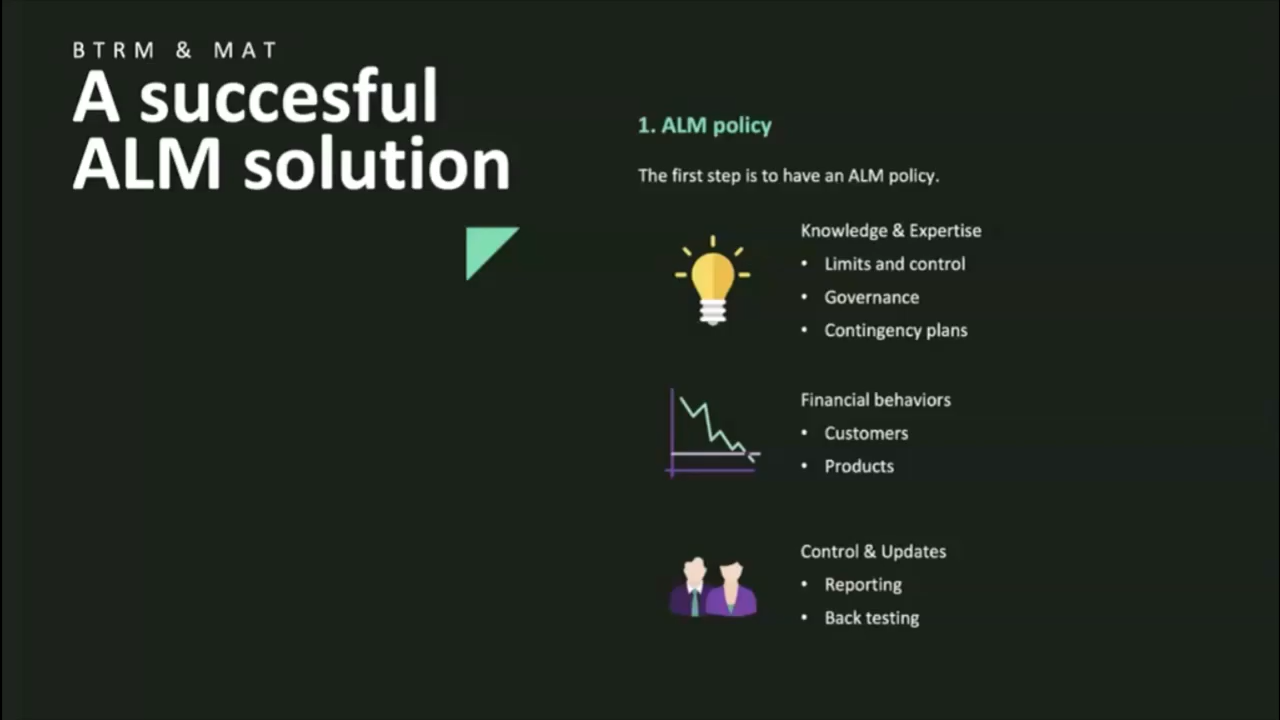 BTRM & MAT
A succesful
ALM solution
1. ALM policy
The first step is to have an ALM policy.
Knowledge & Expertise
• Limits and control
• Governance
• Contingency plans
Financial behaviors
• Customers
• Products
Control & Updates
• Reporting
• Back testing